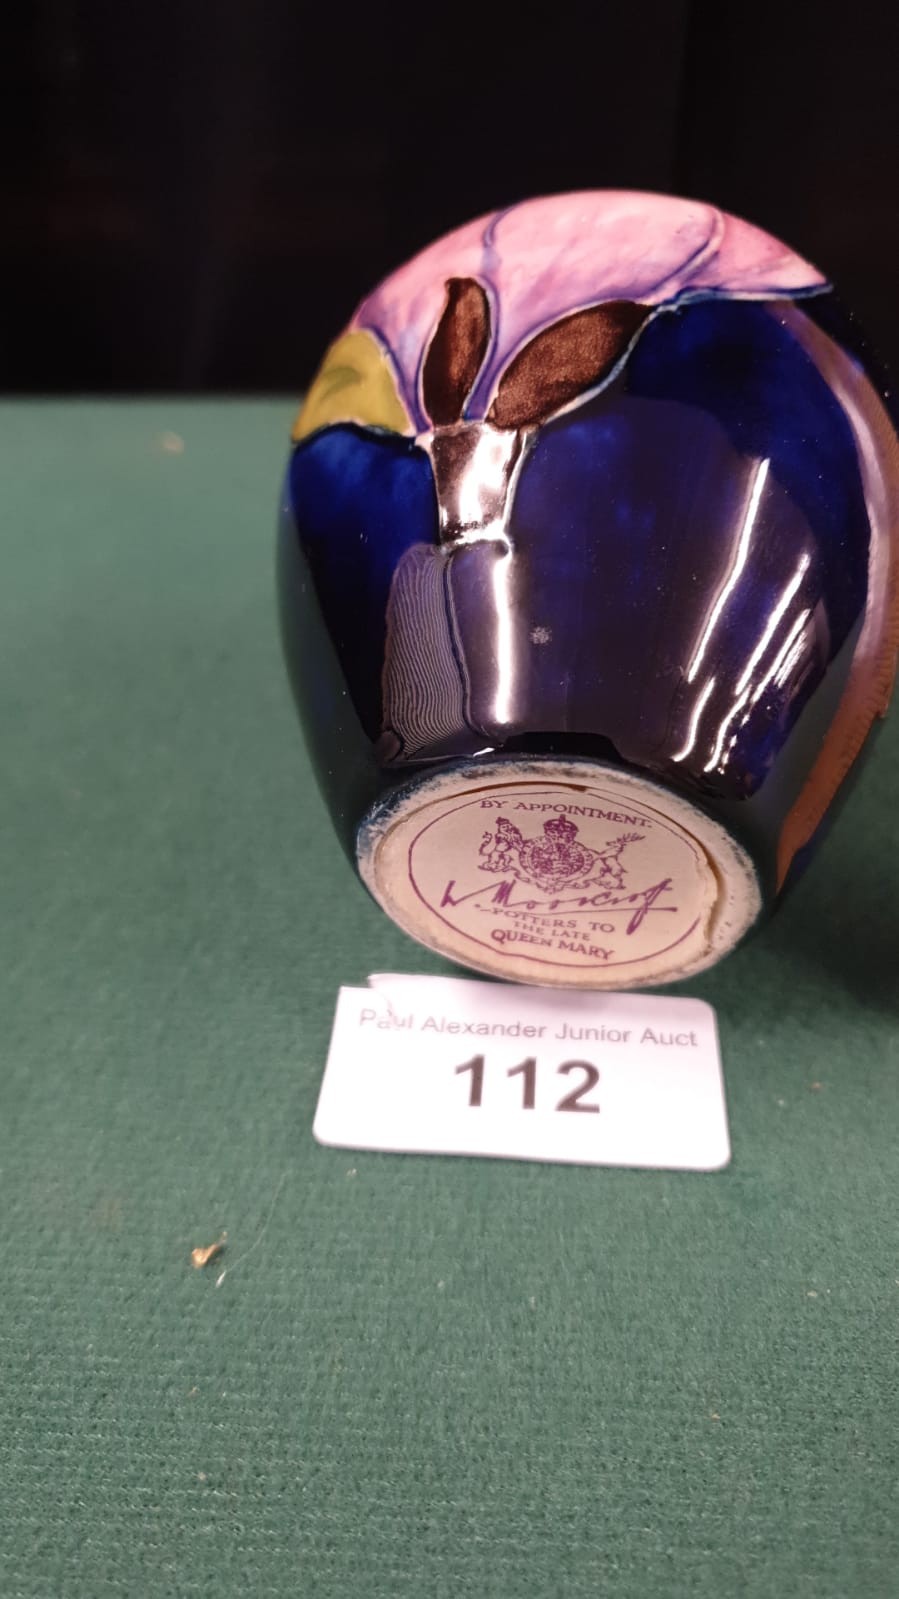 BY APPOINTMENT.
W. Moorcroft
POTTERS TO
THE LATE
QUEEN MARY
Paul Alexander Junior Auct
112